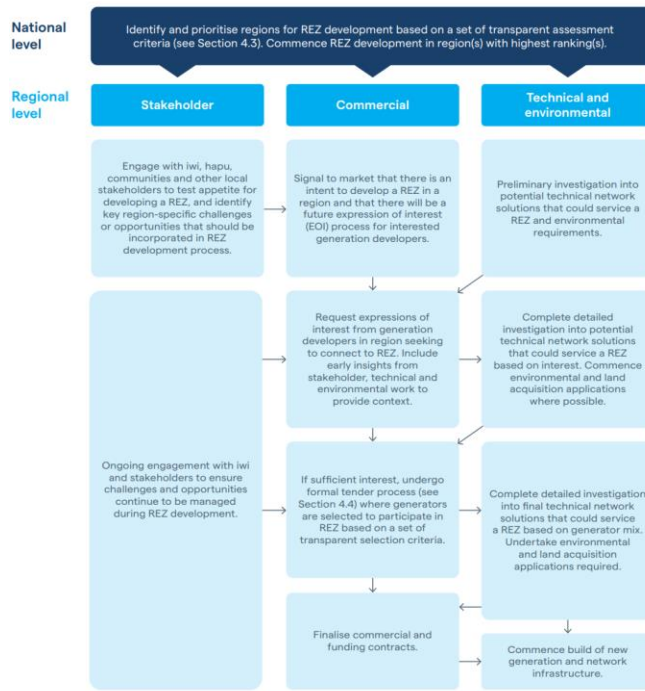 National
level
Identify and prioritise regions for REZ development based on a set of transparent assessment
criteria (see Section 4.3). Commence REZ development in region(s) with highest ranking(s).
Regional
level
Stakeholder
Commercial
Technical and
environmental
Engage with iwi, hapu,
communities and other local
stakeholders to test appetite for
developing a REZ, and identify
key region-specific challenges
or opportunities that should be
incorporated in REZ
development process.
Signal to market that there is an
intent to develop a REZ in a
region and that there will be a
future expression of interest
(EOI) process for interested
generation developers.
Preliminary investigation into
potential technical network
solutions that could service a
REZ and environmental
requirements.
Request expressions of
interest from generation
developers in region seeking
to connect to REZ. Include
early insights from
stakeholder, technical and
environmental work to
provide context.
Complete detailed
investigation into potential
technical network solutions
that could service a REZ
based on interest. Commence
environmental and land
acquisition applications
where possible.
Ongoing engagement with iwi
and stakeholders to ensure
challenges and opportunities
continue to be managed
during REZ development.
If sufficient interest, undergo
formal tender process (see
Section 4.4) where generators
are selected to participate in
REZ based on a set of
transparent selection criteria.
Complete detailed investigation
into final technical network
solutions that could service
a REZ based on generator mix.
Undertake environmental
and land acquisition
applications required.
Finalise commercial and
funding contracts.
Commence build of new
generation and network
infrastructure.